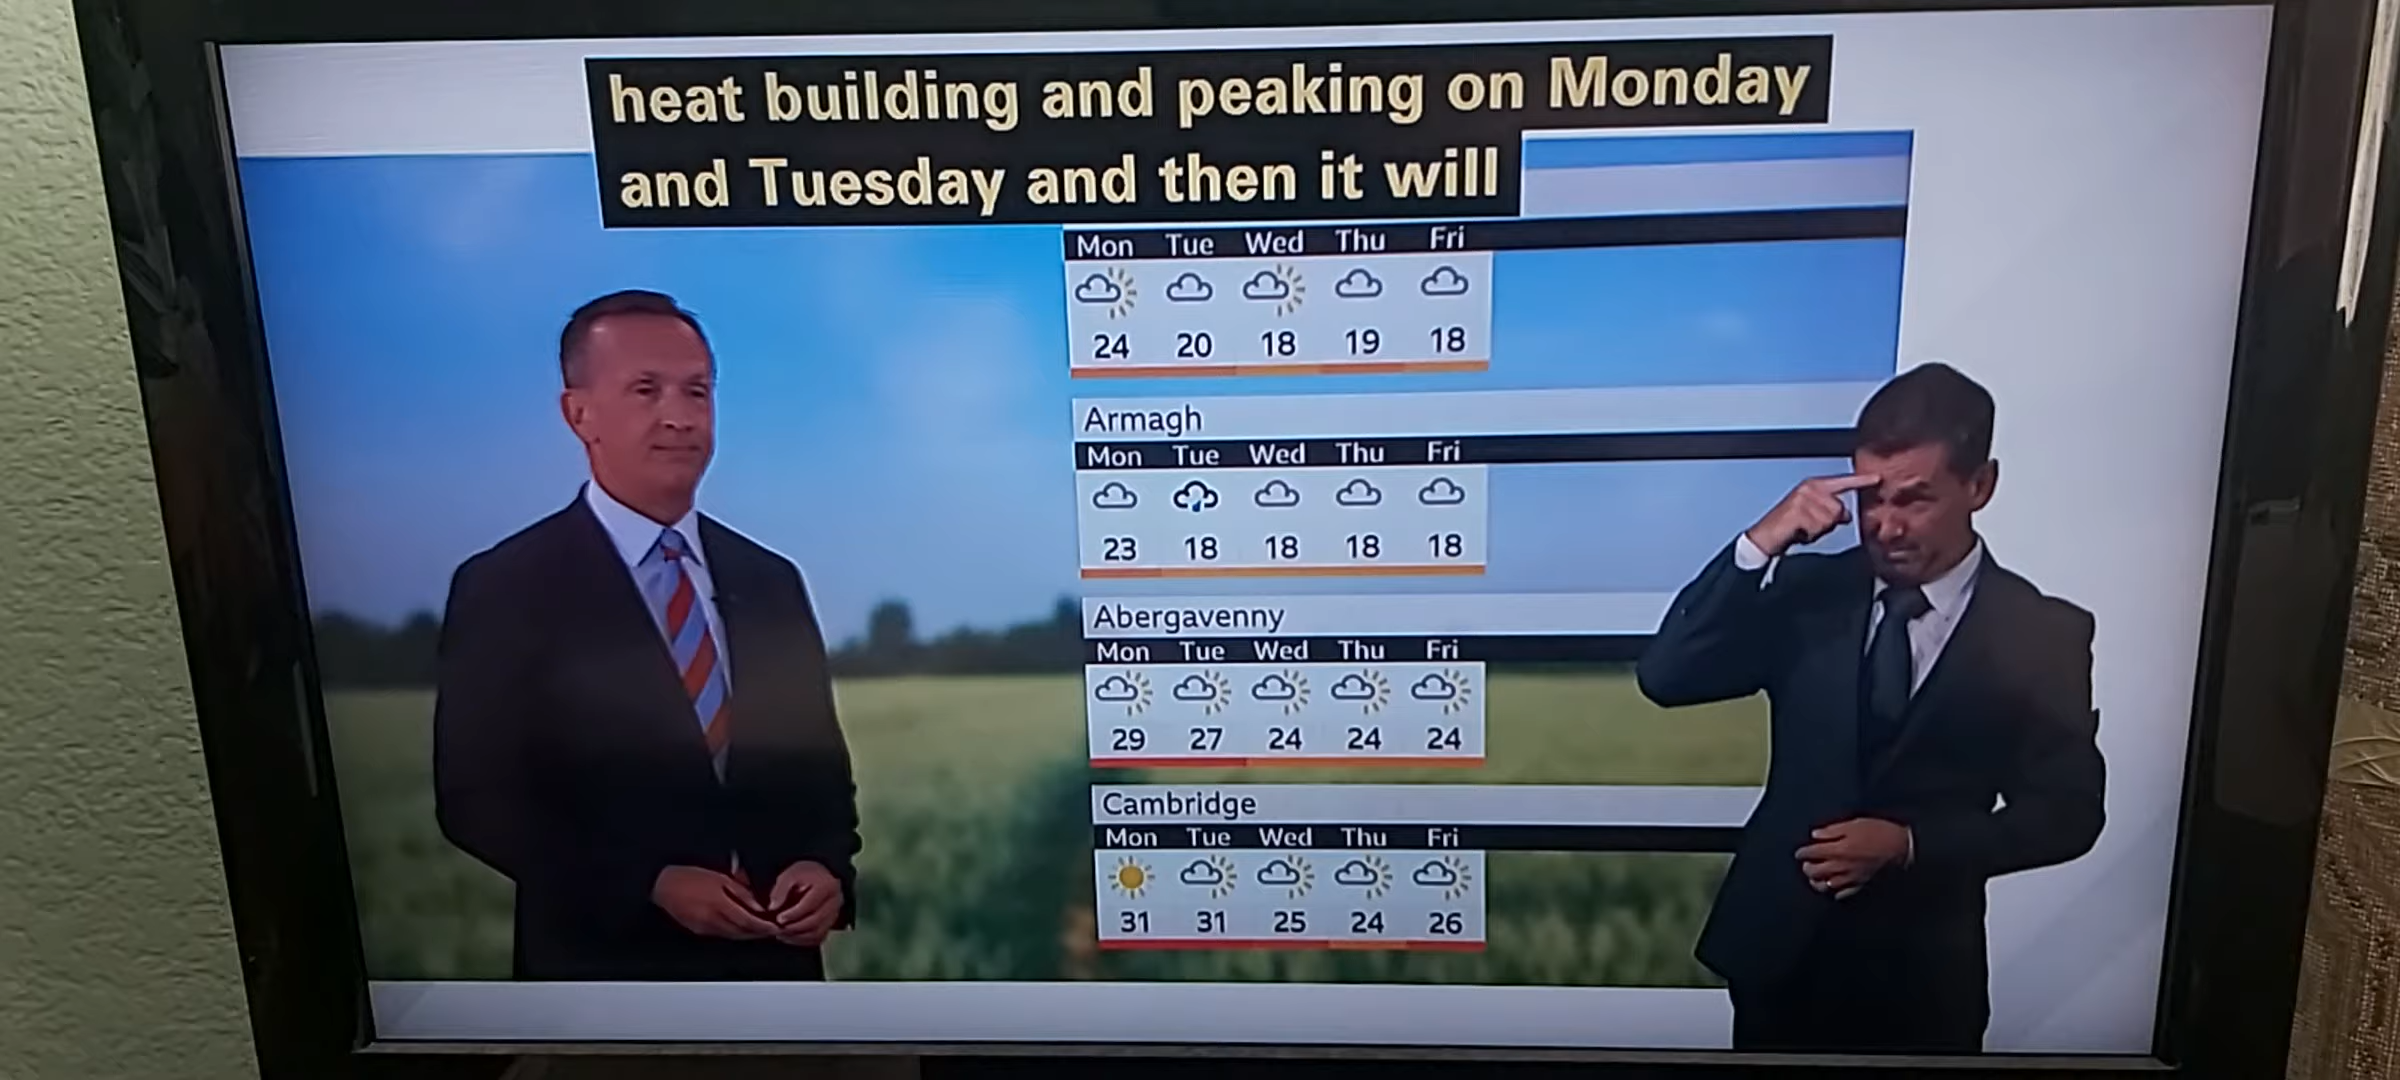 heat building and peaking on Monday
and Tuesday and then it will
Mon Tue Wed Thu Fri
24 20 18 19 18
Armagh
Mon Tue Wed Thu Fri
23 18 18 18 18
Abergavenny
Mon Tue Wed Thu Fri
29 27 24 24 24
Cambridge
Mon Tue Wed Thu Fri
31 31 25 24 26